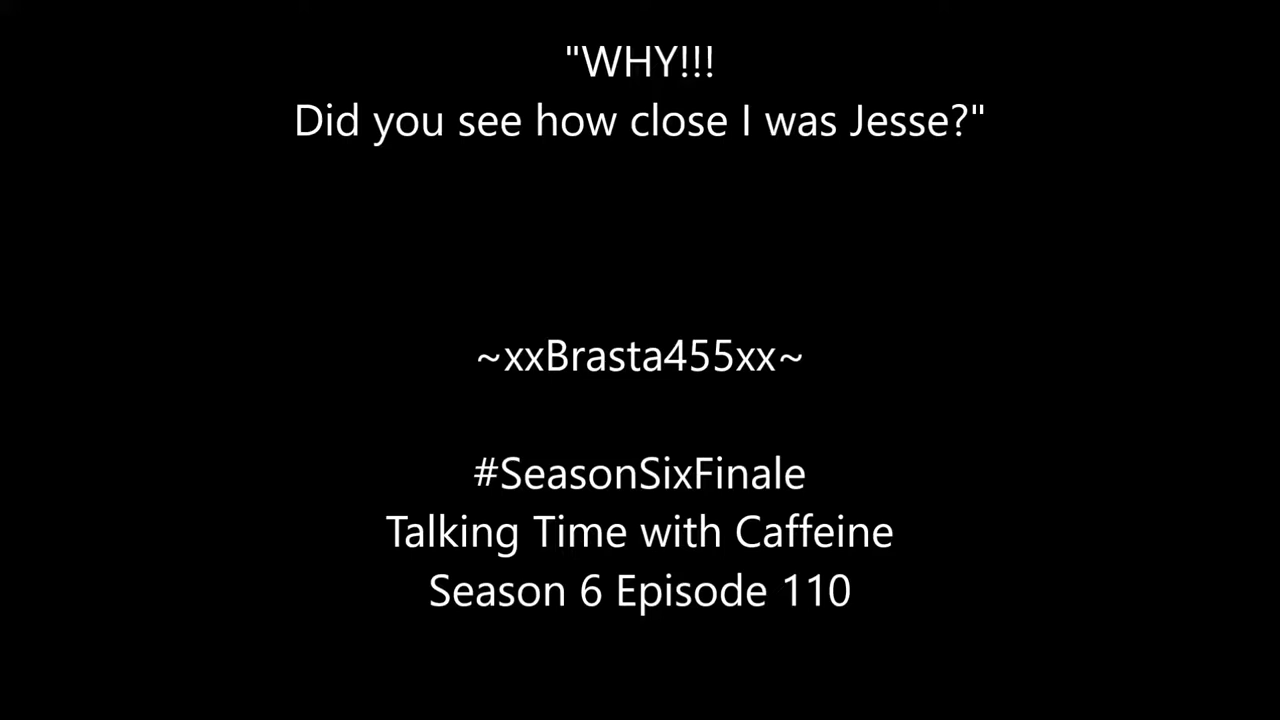 "WHY!!!
Did you see how close I was Jesse?"
~xxBrasta455xx~
#SeasonSixFinale
Talking Time with Caffeine
Season 6 Episode 110